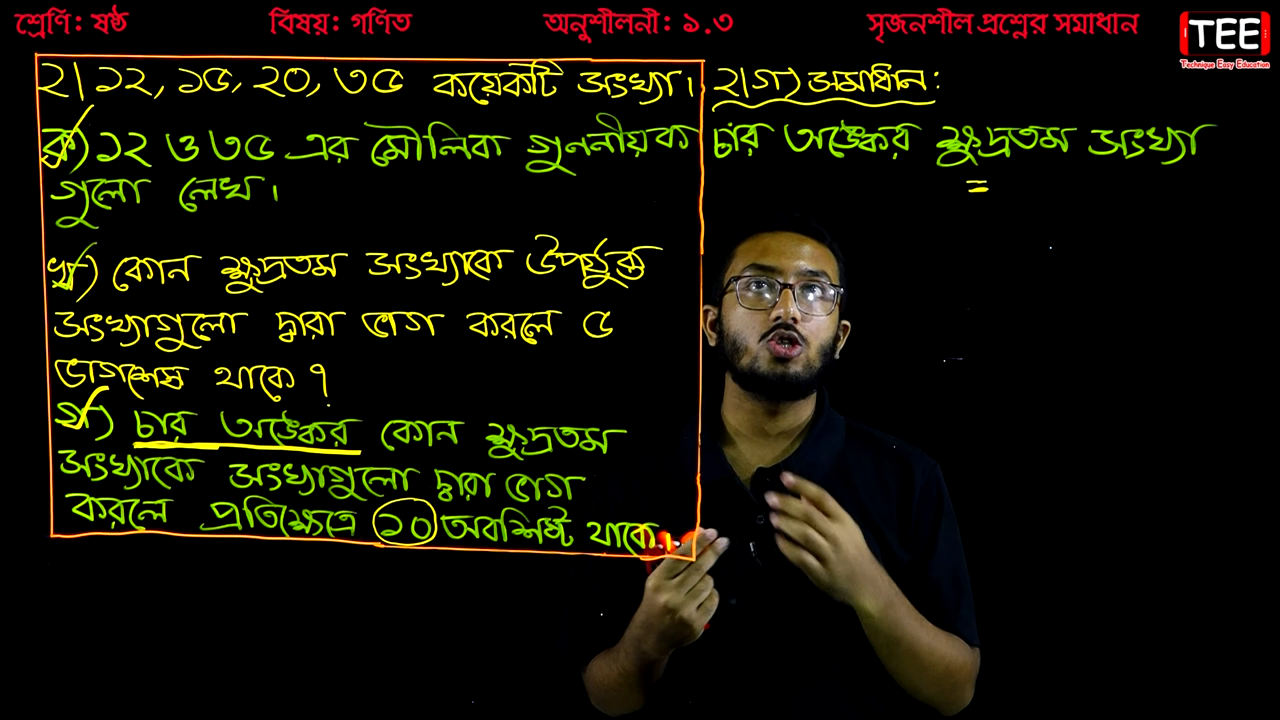 শ্রেণি: ষষ্ঠ
বিষয়: গণিত
অনুশীলনী: ১.৩
সৃজনশীল প্রশ্নের সমাধান
TEE
Technique Easy Education
২। ১২, ১৫, ২০, ৩৫ কয়েকটি সংখ্যা।
ক) ১২ ও ৩৫ এর মৌলিক গুননীয়ক
গুলো লেখ।
খ) কোন ক্ষুদ্রতম সংখ্যাকে উপর্যুক্ত
সংখ্যাগুলো দ্বারা ভাগ করলে ৫
ভাগশেষ থাকে ?
গ) চার অঙ্কের কোন ক্ষুদ্রতম
সংখ্যাকে সংখ্যাগুলো দ্বারা ভাগ
করলে প্রতিক্ষেত্রে ১০ অবশিষ্ট থাকে।
২।গ) সমাধান:
চার অঙ্কের ক্ষুদ্রতম সংখ্যা
=